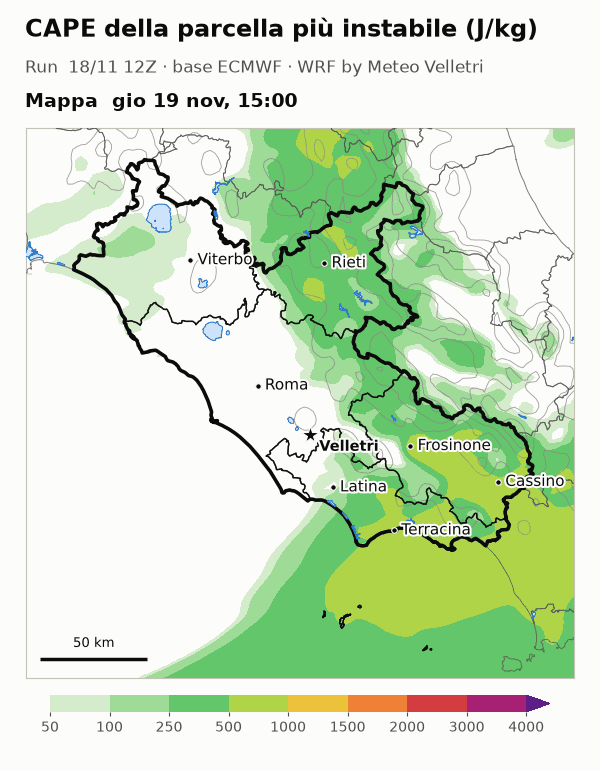 CAPE della parcella più instabile (J/kg)
Run  18/11 12Z · base ECMWF · WRF by Meteo Velletri
Mappa  gio 19 nov, 15:00
Viterbo
Rieti
Roma
Velletri
Frosinone
Latina
Cassino
Terracina
50 km
50 100 250 500 1000 1500 2000 3000 4000